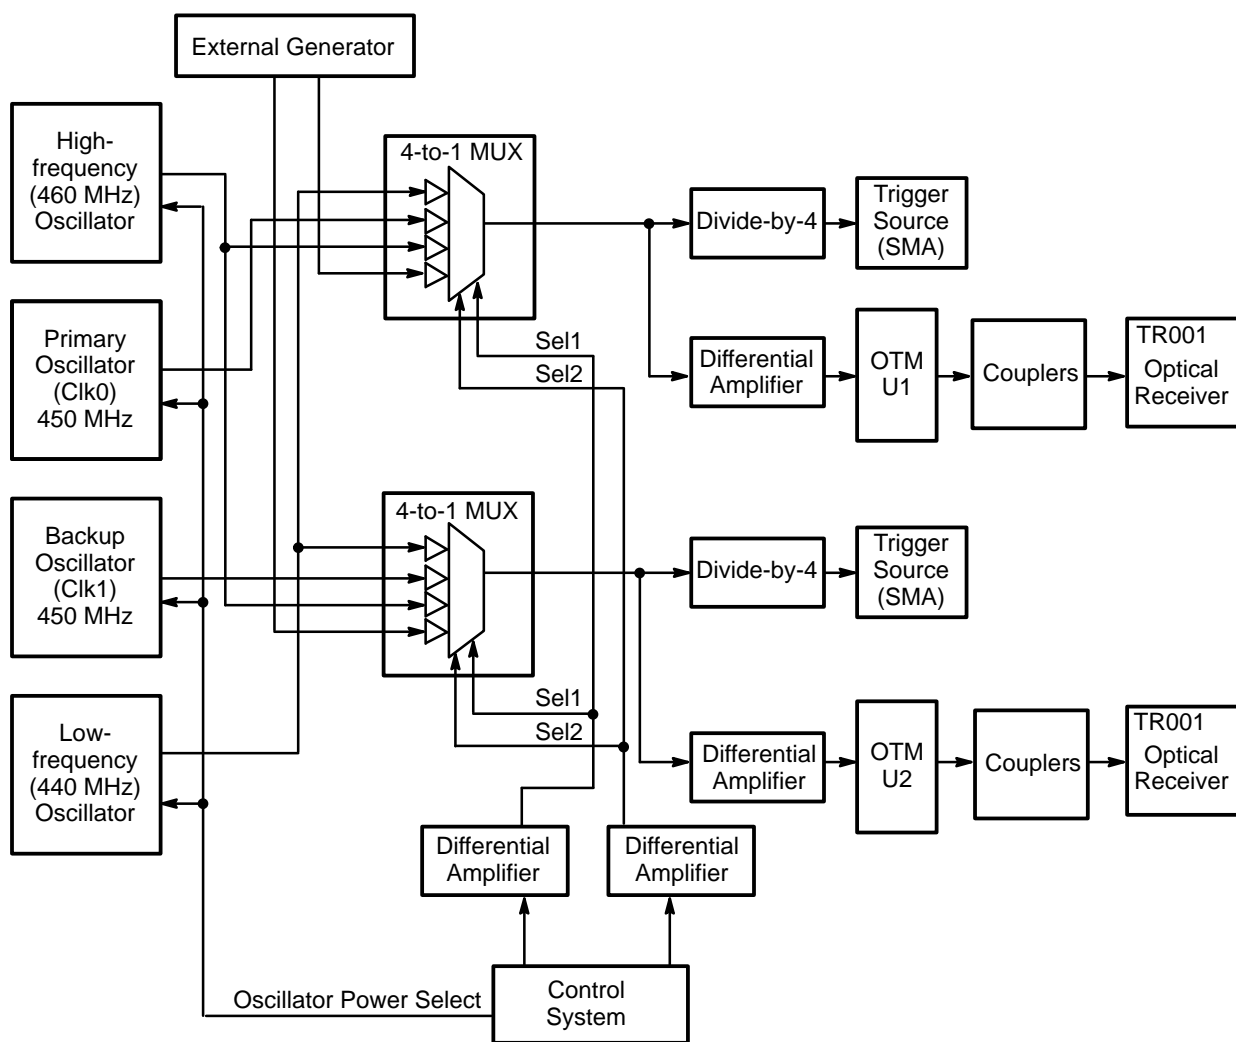 External Generator
High-
frequency
(460 MHz)
Oscillator
4-to-1 MUX
Divide-by-4
Trigger
Source
(SMA)
Primary
Oscillator
(Clk0)
450 MHz
Sel1
Sel2
Differential
Amplifier
OTM
U1
Couplers
TR001
Optical
Receiver
Backup
Oscillator
(Clk1)
450 MHz
4-to-1 MUX
Divide-by-4
Trigger
Source
(SMA)
Low-
frequency
(440 MHz)
Oscillator
Sel1
Sel2
Differential
Amplifier
OTM
U2
Couplers
TR001
Optical
Receiver
Differential
Amplifier
Differential
Amplifier
Oscillator Power Select
Control
System